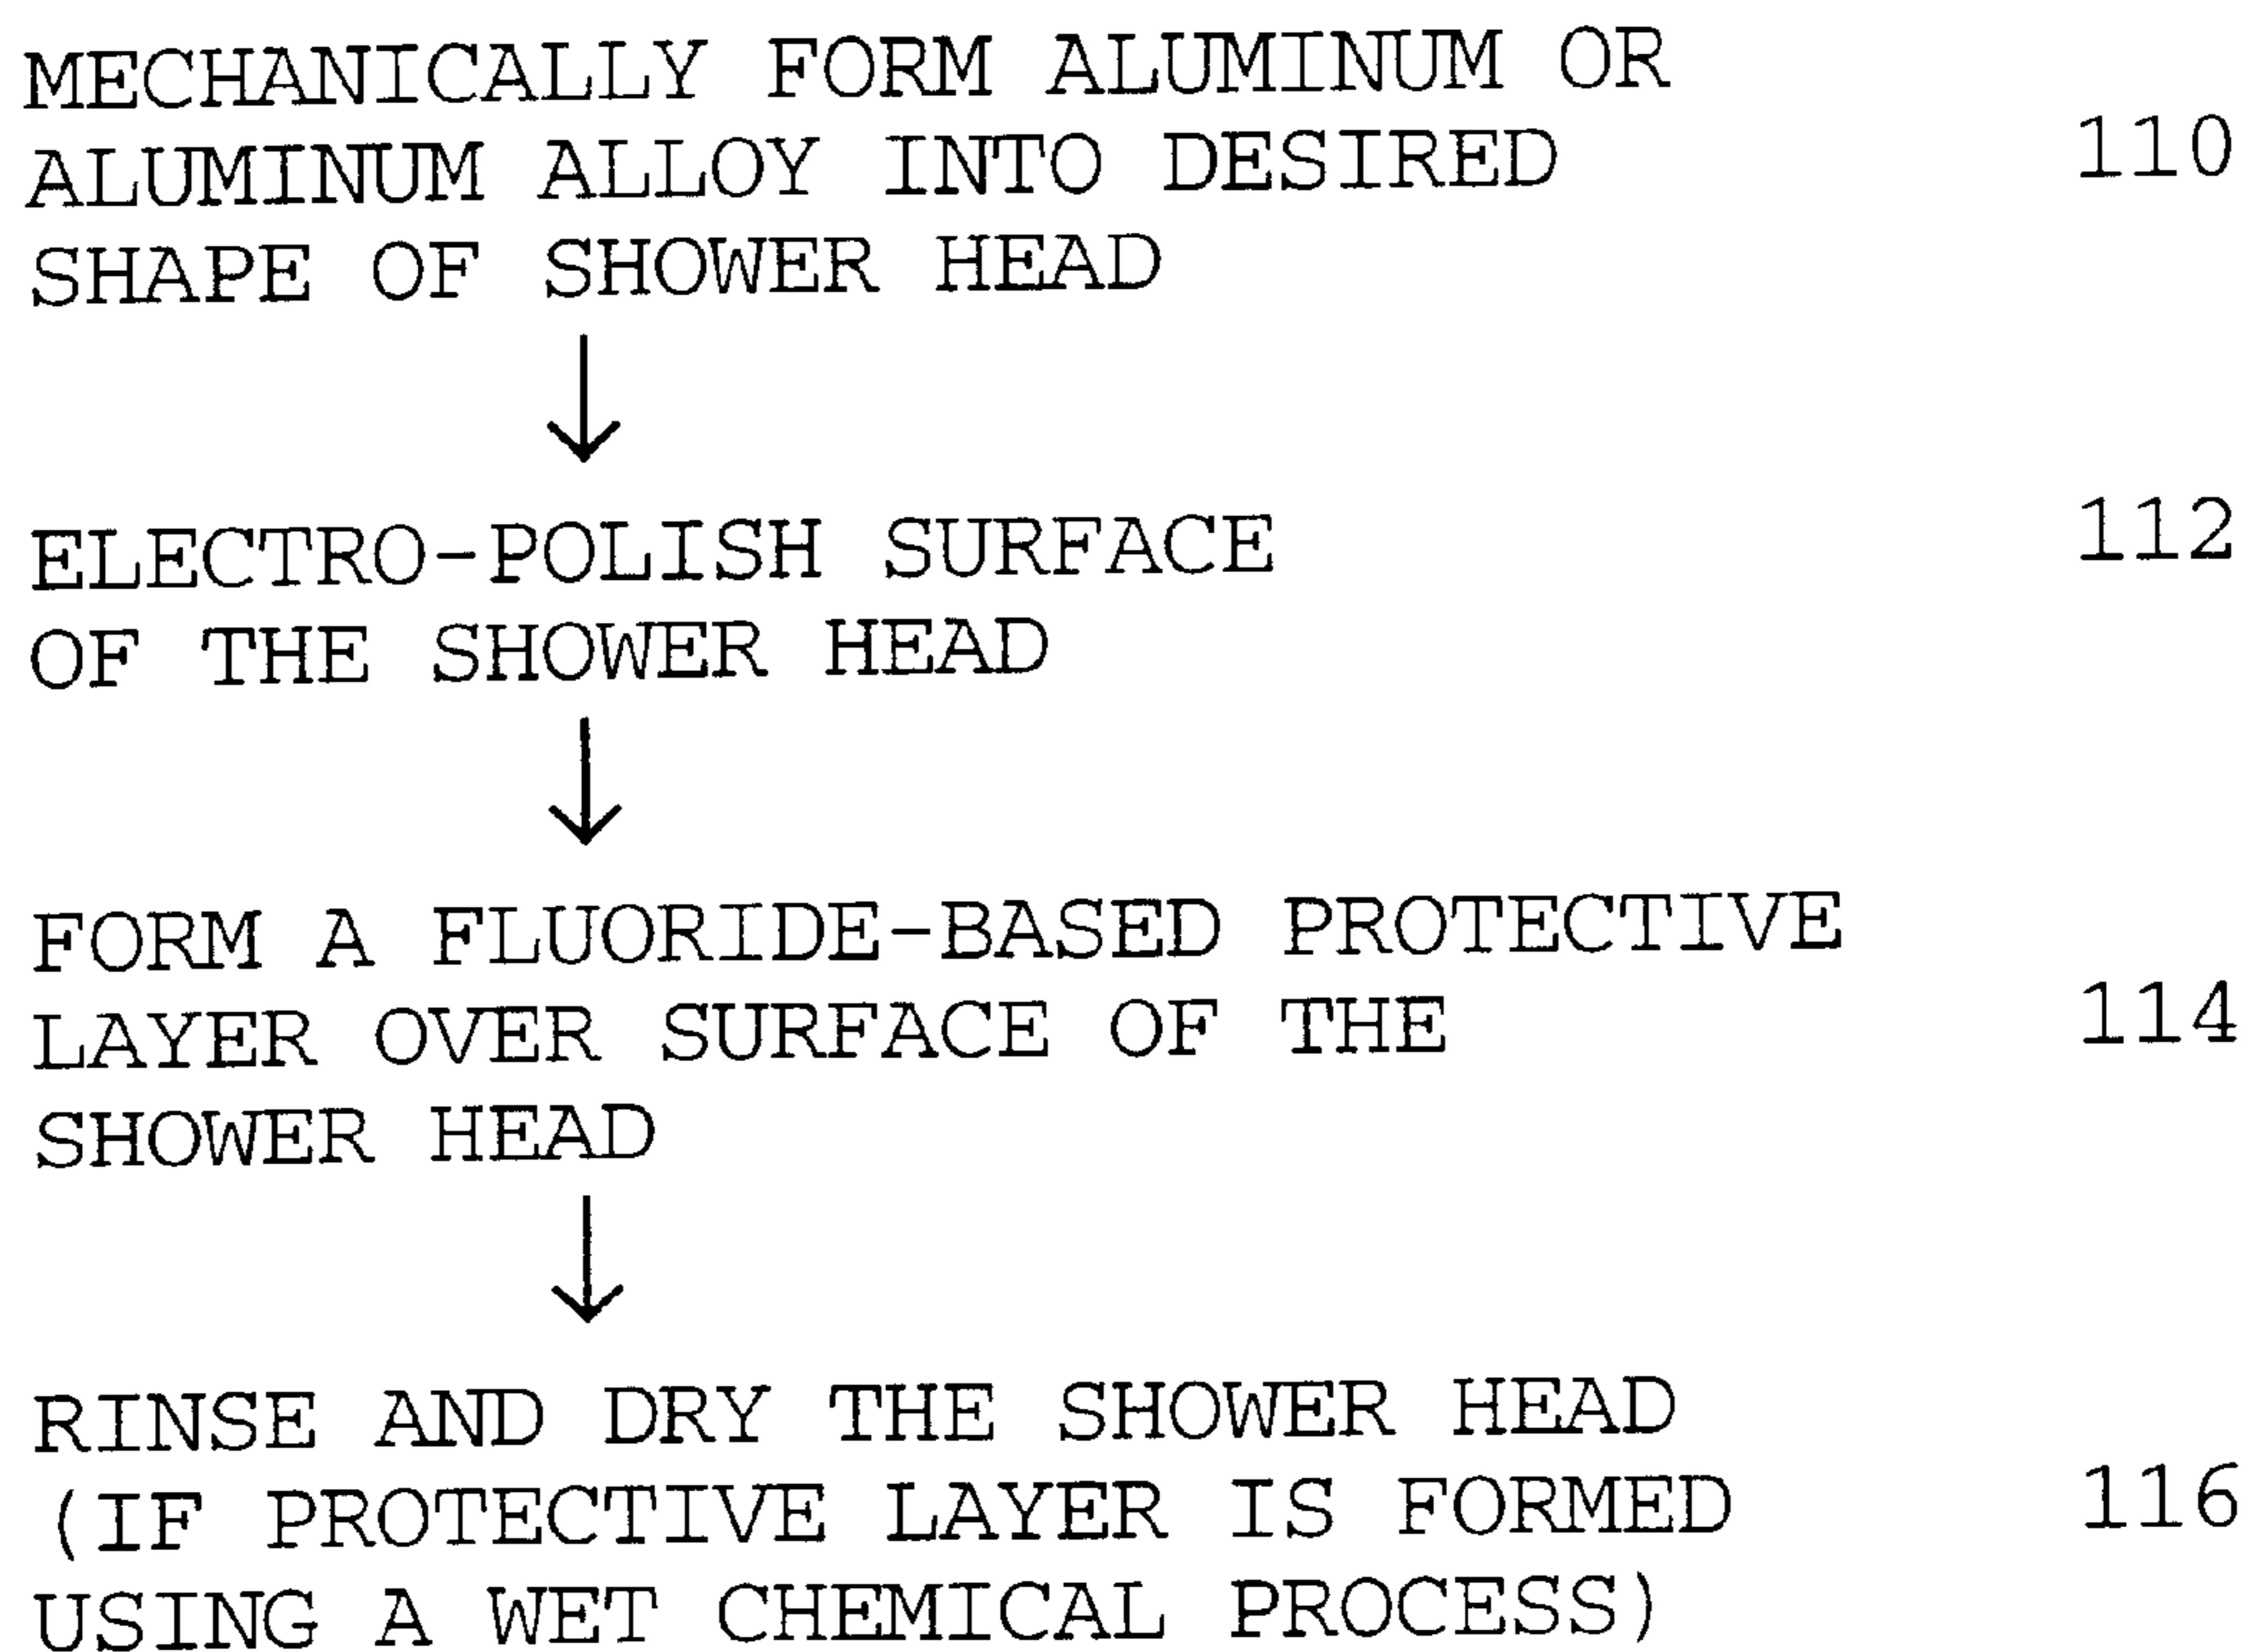 MECHANICALLY FORM ALUMINUM OR
ALUMINUM ALLOY INTO DESIRED 110
SHAPE OF SHOWER HEAD
↓
ELECTRO-POLISH SURFACE 112
OF THE SHOWER HEAD
↓
FORM A FLUORIDE-BASED PROTECTIVE
LAYER OVER SURFACE OF THE 114
SHOWER HEAD
↓
RINSE AND DRY THE SHOWER HEAD
(IF PROTECTIVE LAYER IS FORMED 116
USING A WET CHEMICAL PROCESS)